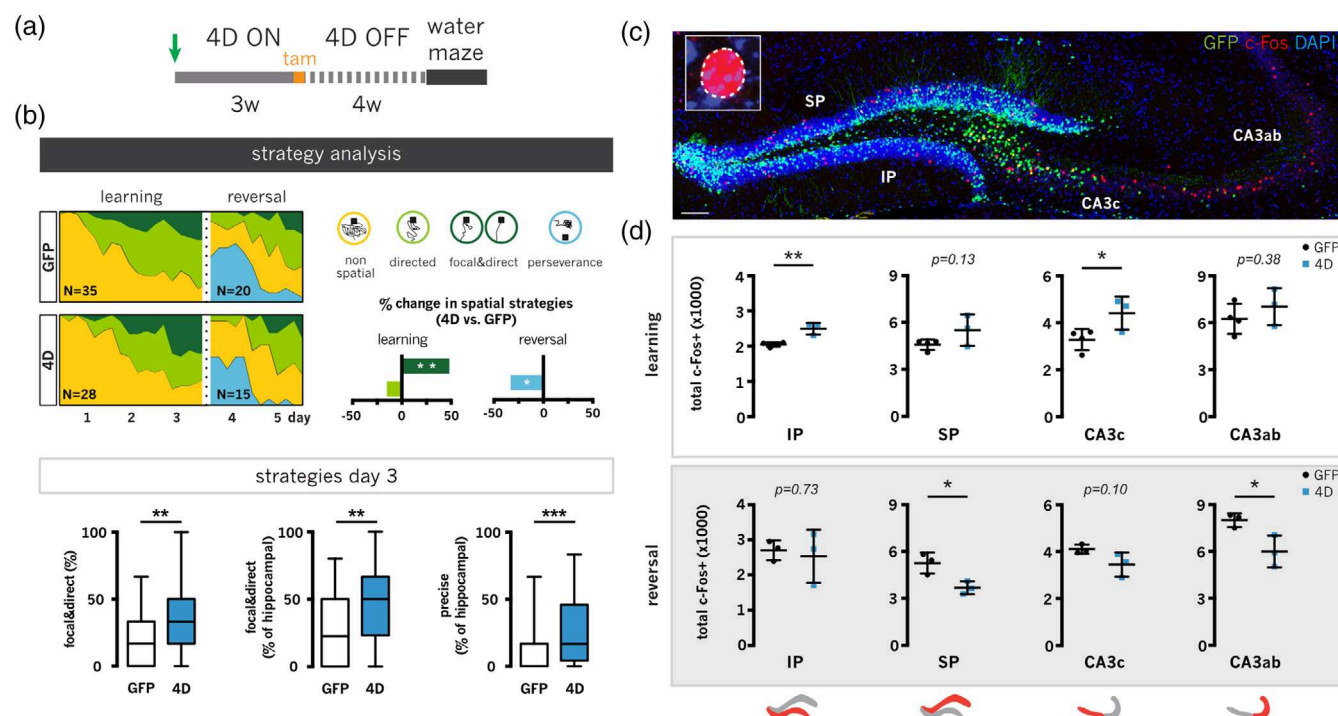 (a)
4D ON
4D OFF
water
maze
tam
3w
4w
(b)
strategy analysis
learning
reversal
GFP
N=35
N=20
4D
N=28
N=15
1 2 3 4 5 day
non
spatial
directed
focal&direct
perseverance
% change in spatial strategies
(4D vs. GFP)
learning
reversal
**
*
-50 0 50
-50 0 50
strategies day 3
focal&direct (%)
100
50
0
**
GFP 4D
focal&direct
(% of hippocampal)
100
50
0
**
GFP 4D
precise
(% of hippocampal)
100
50
0
***
GFP 4D
(c)
GFP c-Fos DAPI
SP
IP
CA3c
CA3ab
(d)
learning
total c-Fos+ (x1000)
4
3
2
1
0
**
IP
9
6
3
0
p=0.13
SP
6
4
2
0
*
CA3c
9
6
3
0
p=0.38
CA3ab
GFP
4D
reversal
total c-Fos+ (x1000)
4
3
2
1
0
p=0.73
IP
9
6
3
0
*
SP
6
4
2
0
p=0.10
CA3c
9
6
3
0
*
CA3ab
GFP
4D